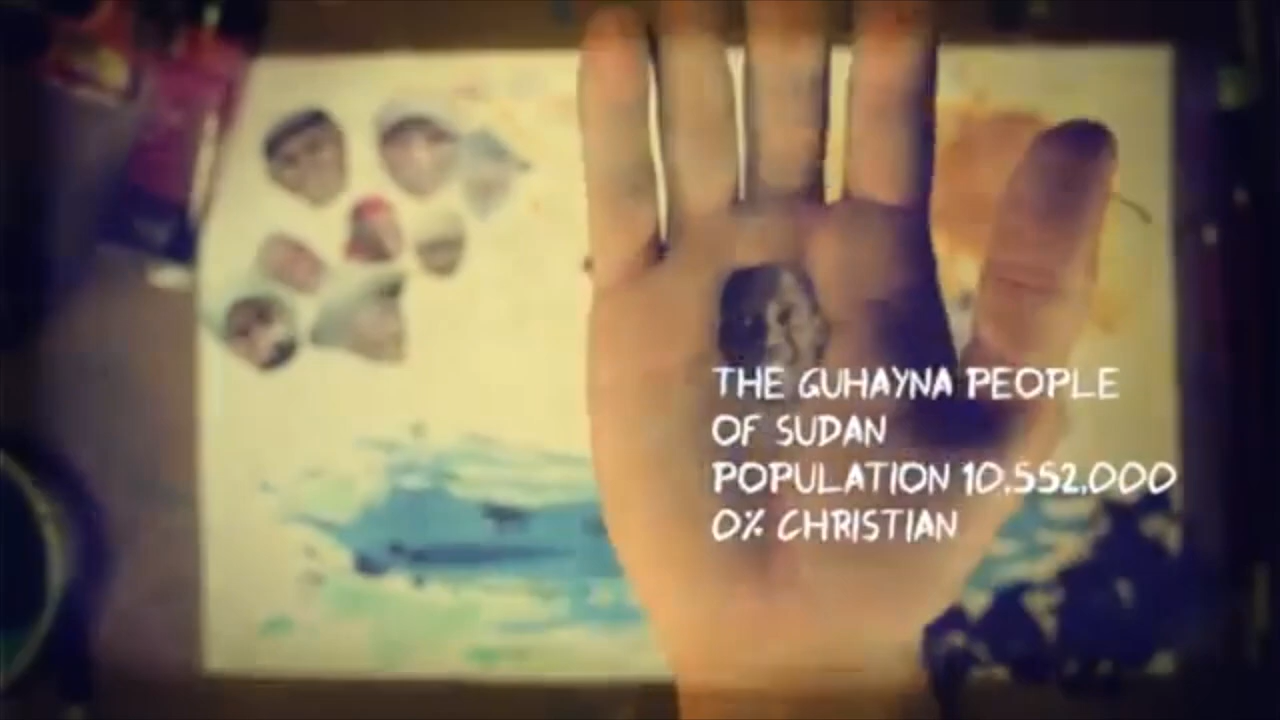 THE GUHAYNA PEOPLE
OF SUDAN
POPULATION 10,552,000
0% CHRISTIAN